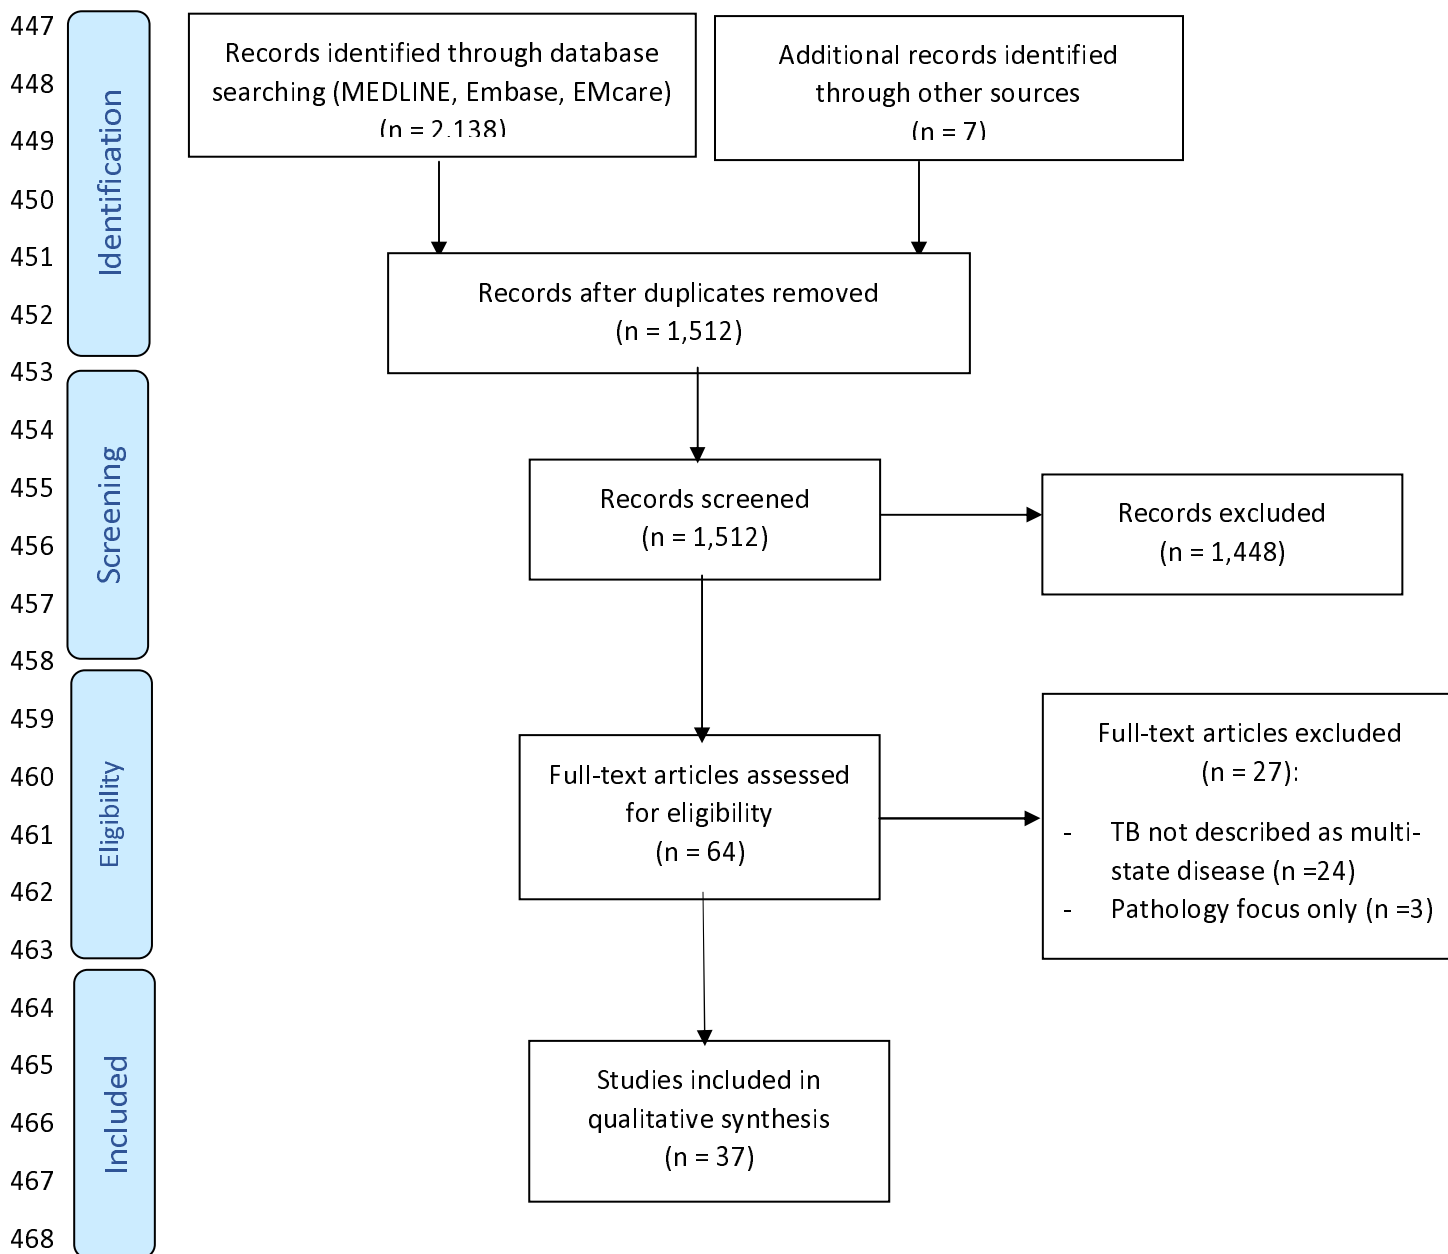 447
448
449
450
451
452
453
454
455
456
457
458
459
460
461
462
463
464
465
466
467
468
Identification
Records identified through database
searching (MEDLINE, Embase, EMcare)
(n = 2,138)
Additional records identified
through other sources
(n = 7)
Records after duplicates removed
(n = 1,512)
Screening
Records screened
(n = 1,512)
Records excluded
(n = 1,448)
Eligibility
Full-text articles assessed
for eligibility
(n = 64)
Full-text articles excluded
(n = 27):
- TB not described as multi-
state disease (n =24)
- Pathology focus only (n =3)
Included
Studies included in
qualitative synthesis
(n = 37)